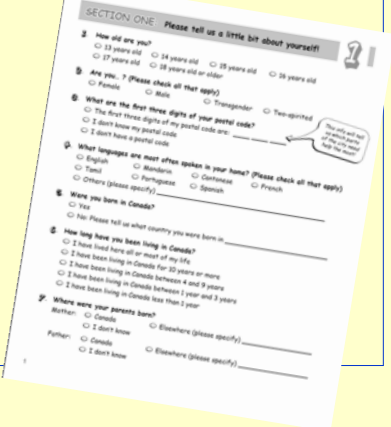 SECTION ONE Please tell us a little bit about yourself!
1
How old are you?
13 years old 14 years old 15 years old 16 years old
17 years old 18 years old or older
Are you.. ? (Please check all that apply)
Female Male Transgender Two-spirited
What are the first three digits of your postal code?
The first three digits of my postal code are: ___ ___ ___
I don't know my postal code
I don't have a postal code
This info will tell
us which parts
of the city need
help the most!
What languages are most often spoken in your home? (Please check all that apply)
English Mandarin Cantonese French
Tamil Portuguese Spanish
Others (please specify)
Were you born in Canada?
Yes
No: Please tell us what country you were born in
How long have you been living in Canada?
I have lived here all or most of my life
I have been living in Canada for 10 years or more
I have been living in Canada between 4 and 9 years
I have been living in Canada between 1 year and 3 years
I have been living in Canada less than 1 year
Where were your parents born?
Mother: Canada Elsewhere (please specify)
I don't know
Father: Canada Elsewhere (please specify)
I don't know